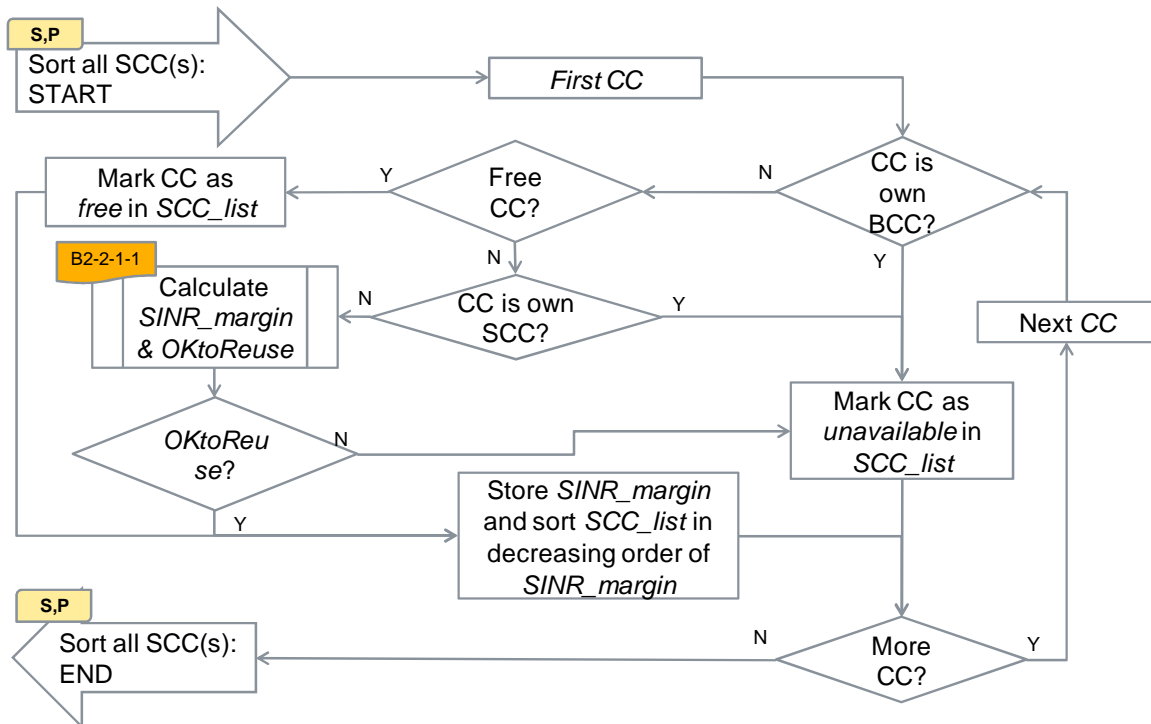 S,P
Sort all SCC(s):
START
First CC
CC is
own
BCC?
N
Y
Free
CC?
Y
N
Mark CC as
free in SCC_list
B2-2-1-1
Calculate
SINR_margin
& OKtoReuse
N
CC is own
SCC?
Y
Next CC
Mark CC as
unavailable in
SCC_list
OKtoReu
se?
N
Y
Store SINR_margin
and sort SCC_list in
decreasing order of
SINR_margin
S,P
Sort all SCC(s):
END
N
More
CC?
Y